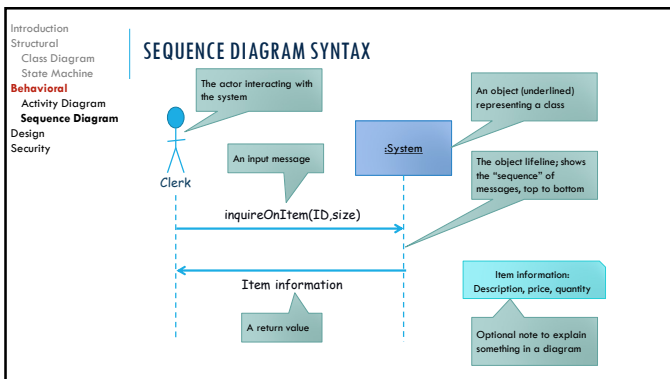 Introduction
Structural
Class Diagram
State Machine
Behavioral
Activity Diagram
Sequence Diagram
Design
Security
SEQUENCE DIAGRAM SYNTAX
The actor interacting with
the system
An object (underlined)
representing a class
:System
An input message
The object lifeline; shows
the “sequence” of
messages, top to bottom
Clerk
inquireOnItem(ID,size)
Item information
Item information:
Description, price, quantity
A return value
Optional note to explain
something in a diagram